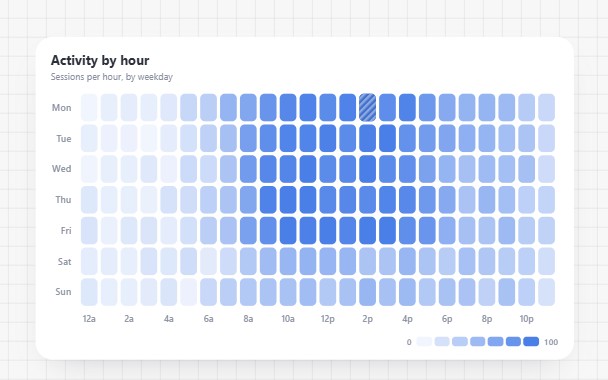 Activity by hour
Sessions per hour, by weekday
Mon
Tue
Wed
Thu
Fri
Sat
Sun
12a 2a 4a 6a 8a 10a 12p 2p 4p 6p 8p 10p
0 100